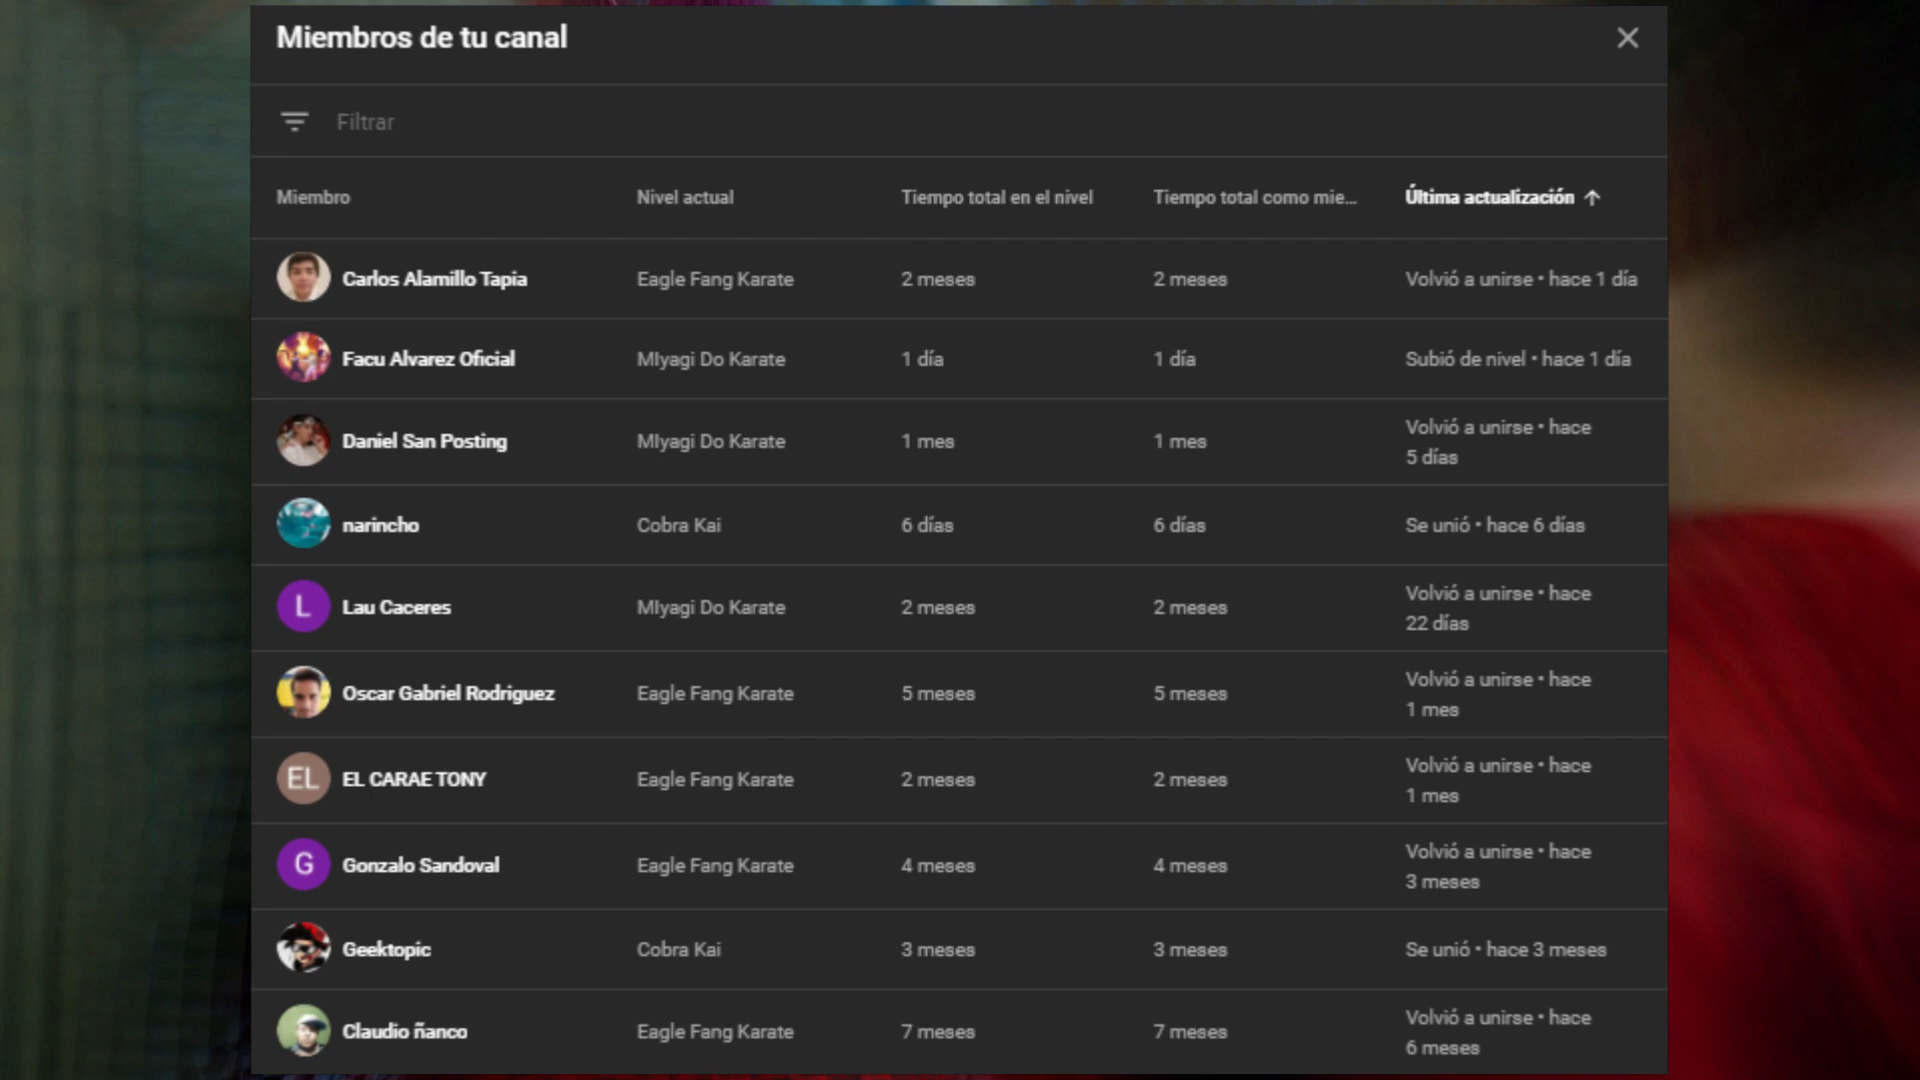 Miembros de tu canal
Filtrar
Miembro Nivel actual Tiempo total en el nivel Tiempo total como mie... Última actualización
Carlos Alamillo Tapia Eagle Fang Karate 2 meses 2 meses Volvió a unirse • hace 1 día
Facu Alvarez Oficial MIyagi Do Karate 1 día 1 día Subió de nivel • hace 1 día
Daniel San Posting MIyagi Do Karate 1 mes 1 mes Volvió a unirse • hace
5 días
narincho Cobra Kai 6 días 6 días Se unió • hace 6 días
L Lau Caceres MIyagi Do Karate 2 meses 2 meses Volvió a unirse • hace
22 días
Oscar Gabriel Rodriguez Eagle Fang Karate 5 meses 5 meses Volvió a unirse • hace
1 mes
EL EL CARAE TONY Eagle Fang Karate 2 meses 2 meses Volvió a unirse • hace
1 mes
G Gonzalo Sandoval Eagle Fang Karate 4 meses 4 meses Volvió a unirse • hace
3 meses
Geektopic Cobra Kai 3 meses 3 meses Se unió • hace 3 meses
Claudio ñanco Eagle Fang Karate 7 meses 7 meses Volvió a unirse • hace
6 meses